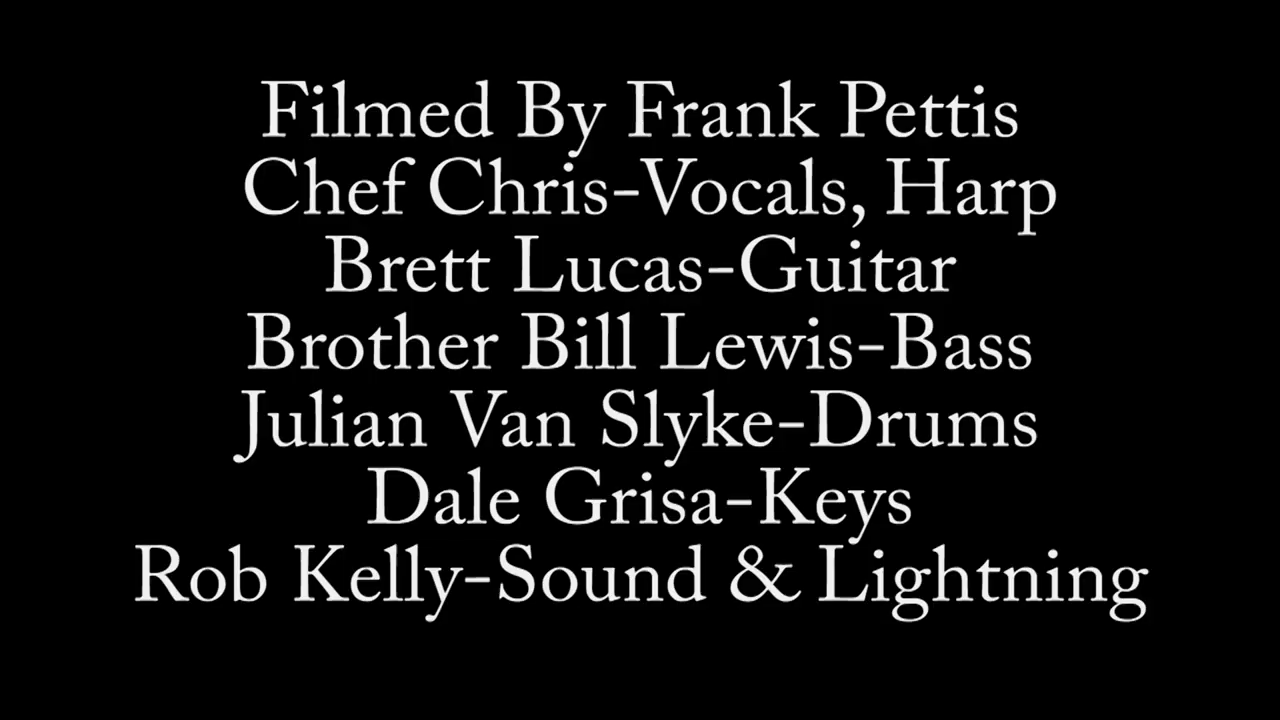 Filmed By Frank Pettis
Chef Chris-Vocals, Harp
Brett Lucas-Guitar
Brother Bill Lewis-Bass
Julian Van Slyke-Drums
Dale Grisa-Keys
Rob Kelly-Sound & Lightning